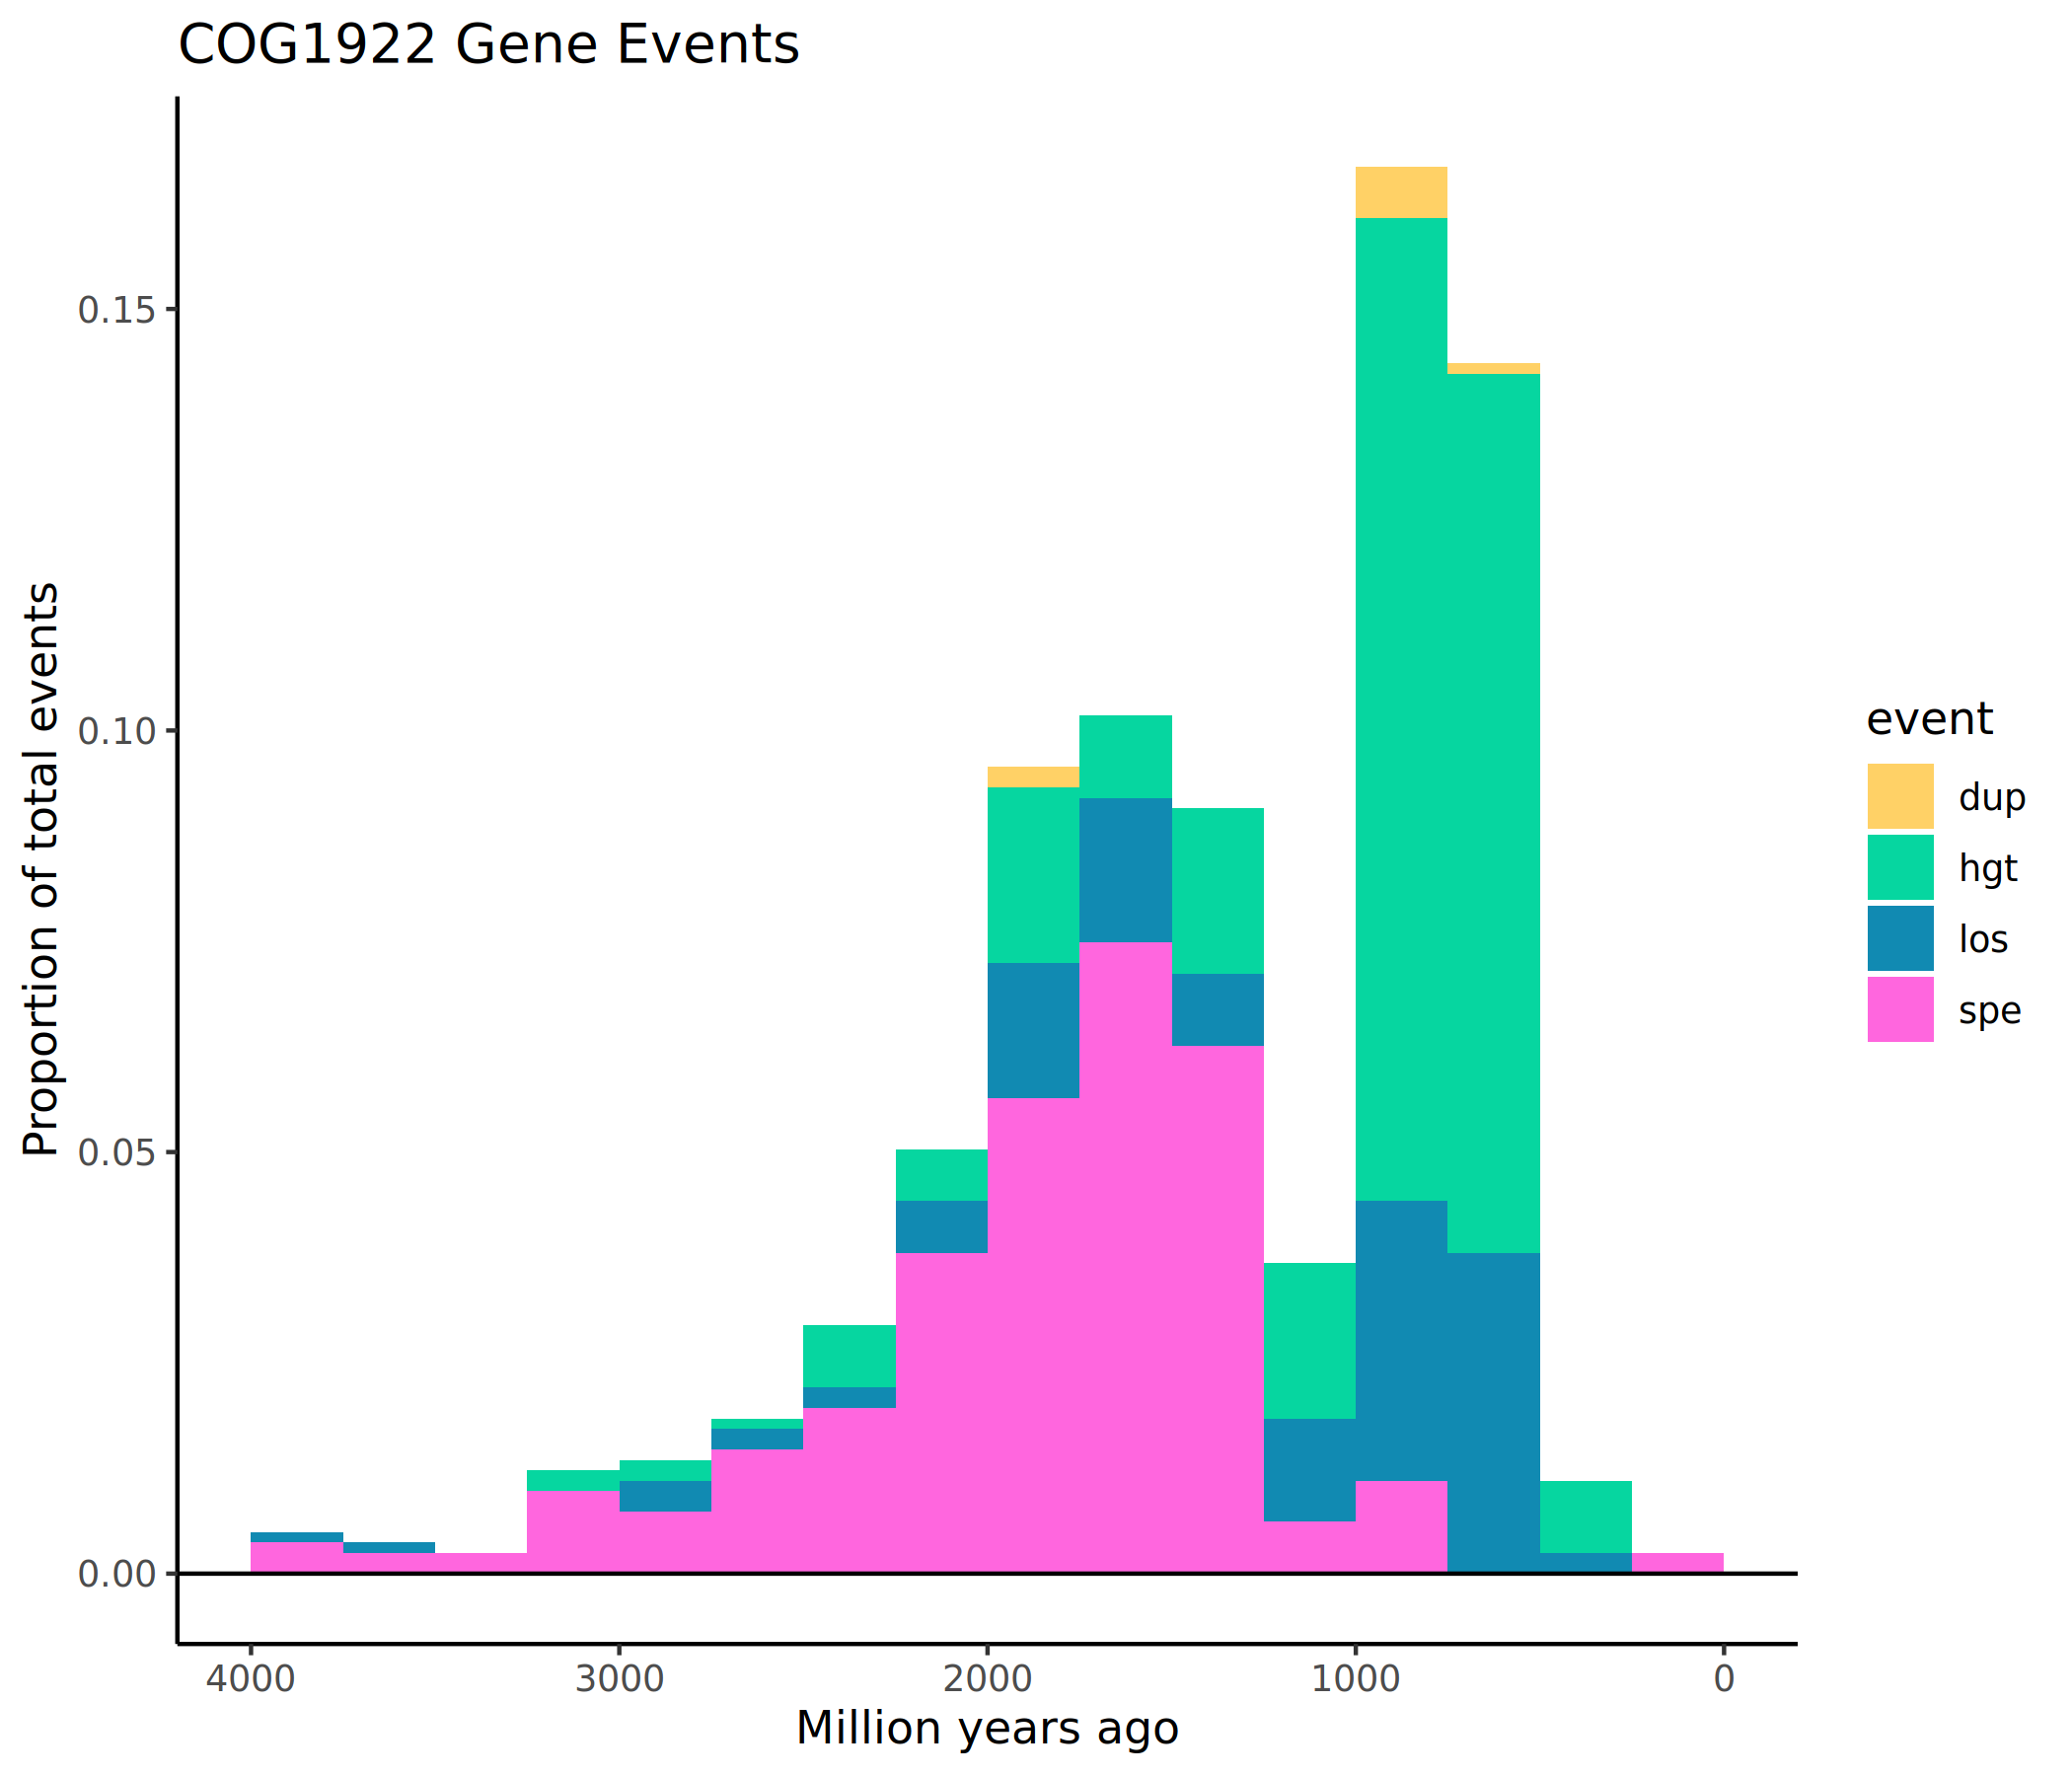 COG1922 Gene Events
Proportion of total events
0.15
0.10
0.05
0.00
4000 3000 2000 1000 0
Million years ago
event
dup
hgt
los
spe